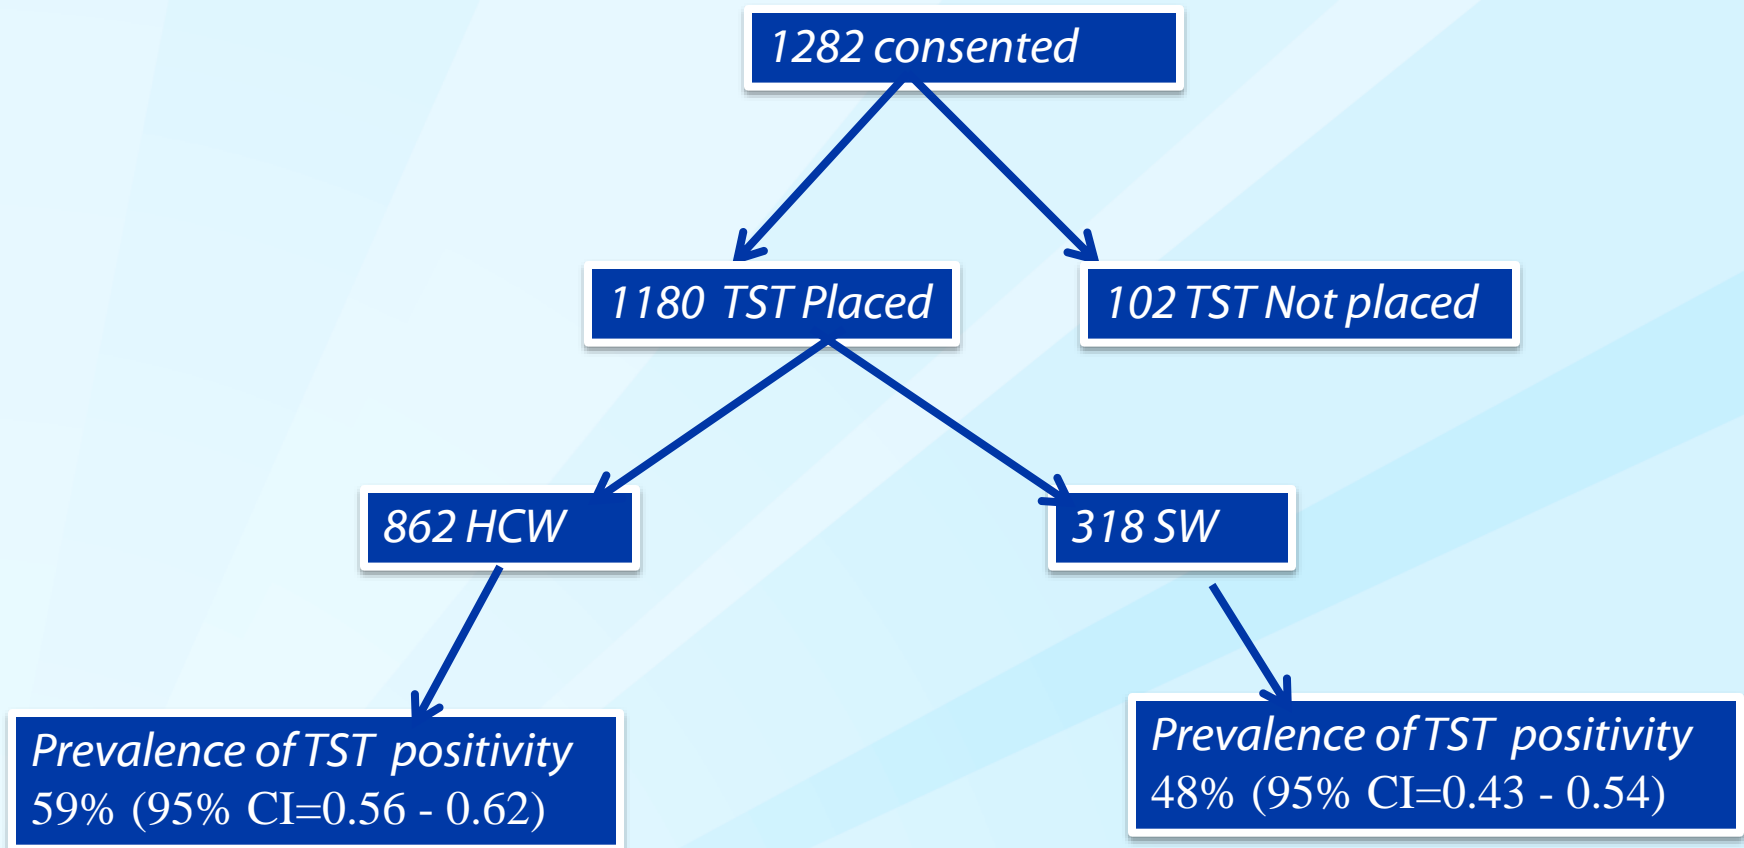 1282 consented
1180 TST Placed
102 TST Not placed
862 HCW
318 SW
Prevalence of TST positivity
59% (95% CI=0.56 - 0.62)
Prevalence of TST positivity
48% (95% CI=0.43 - 0.54)